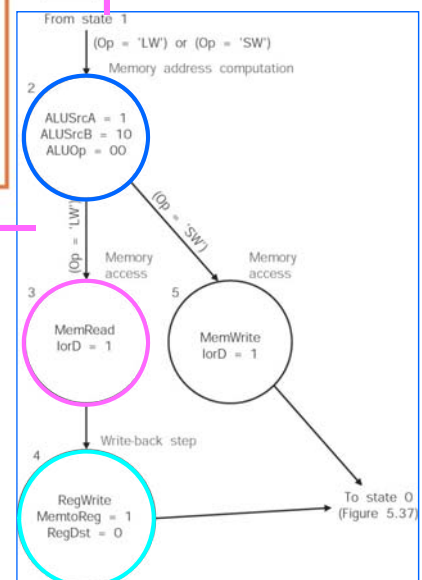 From state 1
(Op = 'LW') or (Op = 'SW')
Memory address computation
2
ALUSrcA = 1
ALUSrcB = 10
ALUOp = 00
(Op = 'LW')
(Op = 'SW')
Memory
access
Memory
access
3
5
MemRead
IorD = 1
MemWrite
IorD = 1
Write-back step
4
RegWrite
MemtoReg = 1
RegDst = 0
To state 0
(Figure 5.37)